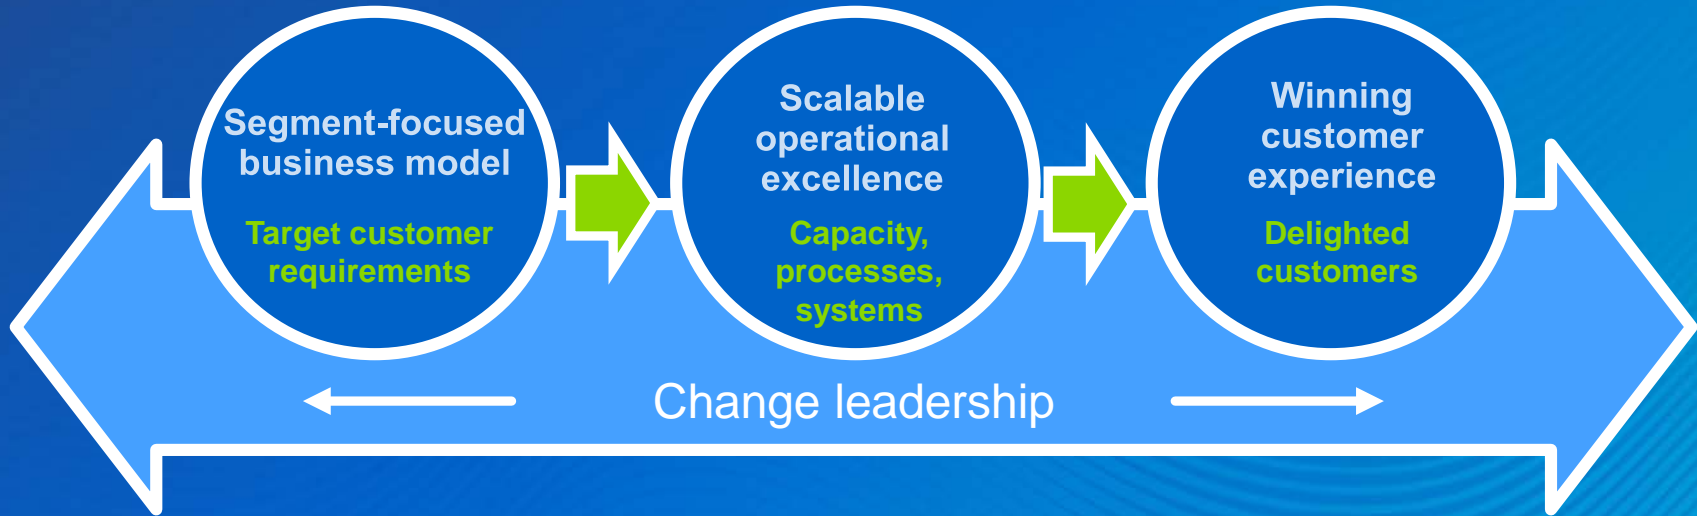 Segment-focused
business model
Target customer
requirements
Scalable
operational
excellence
Capacity,
processes,
systems
Winning
customer
experience
Delighted
customers
Change leadership